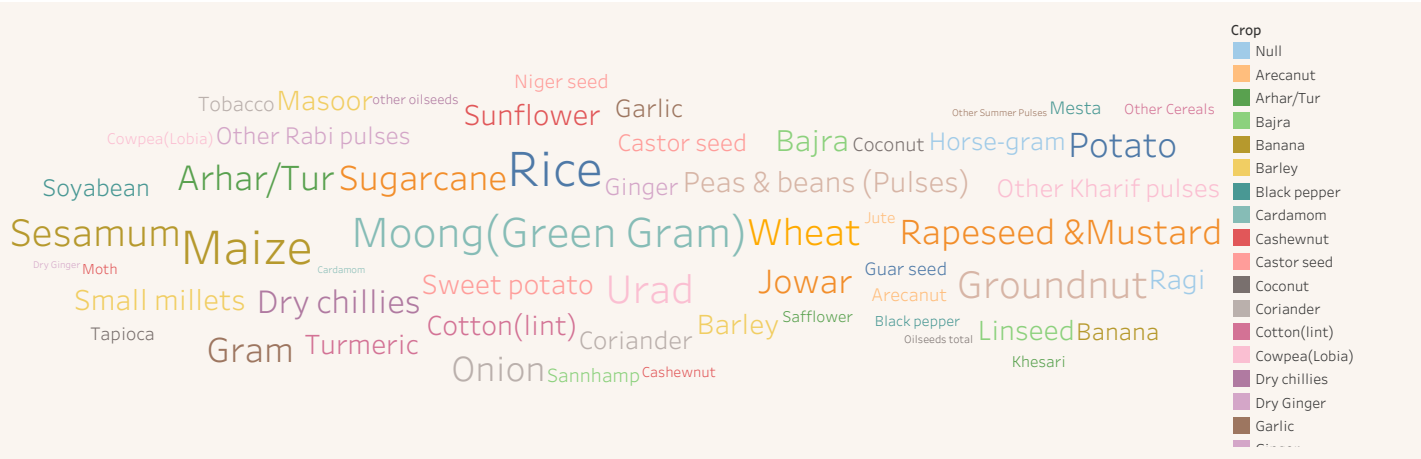 Niger seed
Tobacco Masoor other oilseeds
Sunflower Garlic
Other Summer Pulses Mesta Other Cereals
Cowpea(Lobia) Other Rabi pulses
Castor seed Bajra Coconut Horse-gram Potato
Soyabean Arhar/Tur Sugarcane Rice Ginger Peas & beans (Pulses) Other Kharif pulses
Sesamum Maize Moong(Green Gram) Wheat Jute Rapeseed &Mustard
Dry Ginger Moth Cardamom
Small millets Dry chillies Sweet potato Urad Jowar Guar seed Arecanut Groundnut Ragi
Tapioca Cotton(lint) Coriander Barley Safflower Black pepper Oilseeds total Linseed Banana
Gram Turmeric Khesari
Onion Sannhamp Cashewnut
Crop
Null
Arecanut
Arhar/Tur
Bajra
Banana
Barley
Black pepper
Cardamom
Cashewnut
Castor seed
Coconut
Coriander
Cotton(lint)
Cowpea(Lobia)
Dry chillies
Dry Ginger
Garlic